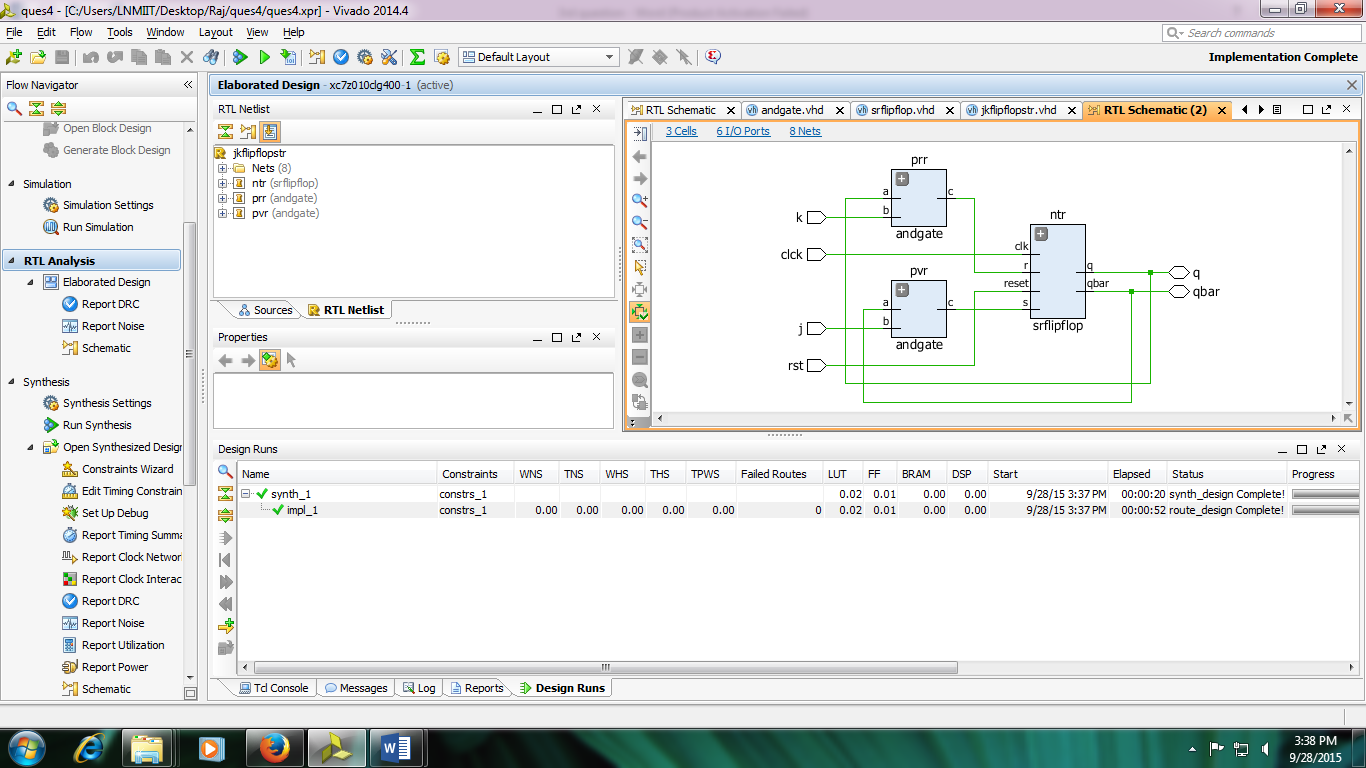 ques4 - [C:/Users/LNMIIT/Desktop/Raj/ques4/ques4.xpr] - Vivado 2014.4
File Edit Flow Tools Window Layout View Help
Search commands
Default Layout
Implementation Complete
Flow Navigator
Open Block Design
Generate Block Design
Simulation
Simulation Settings
Run Simulation
RTL Analysis
Elaborated Design
Report DRC
Report Noise
Schematic
Synthesis
Synthesis Settings
Run Synthesis
Open Synthesized Design
Constraints Wizard
Edit Timing Constrain
Set Up Debug
Report Timing Summa
Report Clock Networ
Report Clock Interac
Report DRC
Report Noise
Report Utilization
Report Power
Schematic
Elaborated Design - xc7z010clg400-1 (active)
RTL Netlist
jkflipflopstr
Nets (8)
ntr (srflipflop)
prr (andgate)
pvr (andgate)
Sources RTL Netlist
Properties
RTL Schematic andgate.vhd srflipflop.vhd jkflipflopstr.vhd RTL Schematic (2)
3 Cells 6 I/O Ports 8 Nets
prr
a c
b
k
andgate
ntr
clck
clk
pvr
r q
q
reset qbar
qbar
a c
s
b
j
srflipflop
andgate
rst
Design Runs
Name Constraints WNS TNS WHS THS TPWS Failed Routes LUT FF BRAM DSP Start Elapsed Status Progress
synth_1 constrs_1 0.02 0.01 0.00 0.00 9/28/15 3:37 PM 00:00:20 synth_design Complete!
impl_1 constrs_1 0.00 0.00 0.00 0.00 0.00 0 0.02 0.01 0.00 0.00 9/28/15 3:37 PM 00:00:52 route_design Complete!
Tcl Console Messages Log Reports Design Runs
3:38 PM
9/28/2015